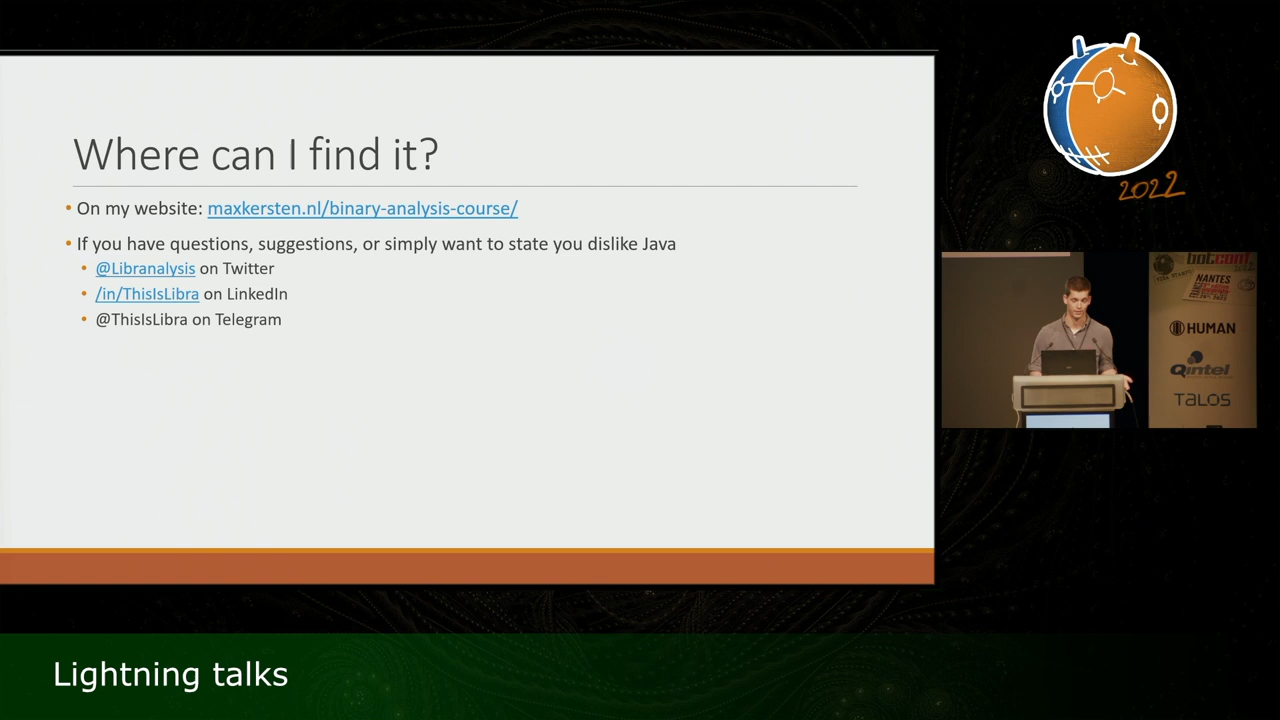 Where can I find it?
• On my website: maxkersten.nl/binary-analysis-course/
• If you have questions, suggestions, or simply want to state you dislike Java
• @Libranalysis on Twitter
• /in/ThisIsLibra on LinkedIn
• @ThisIsLibra on Telegram
2022
botconf
NANTES
HUMAN
Qintel
TALOS
Lightning talks